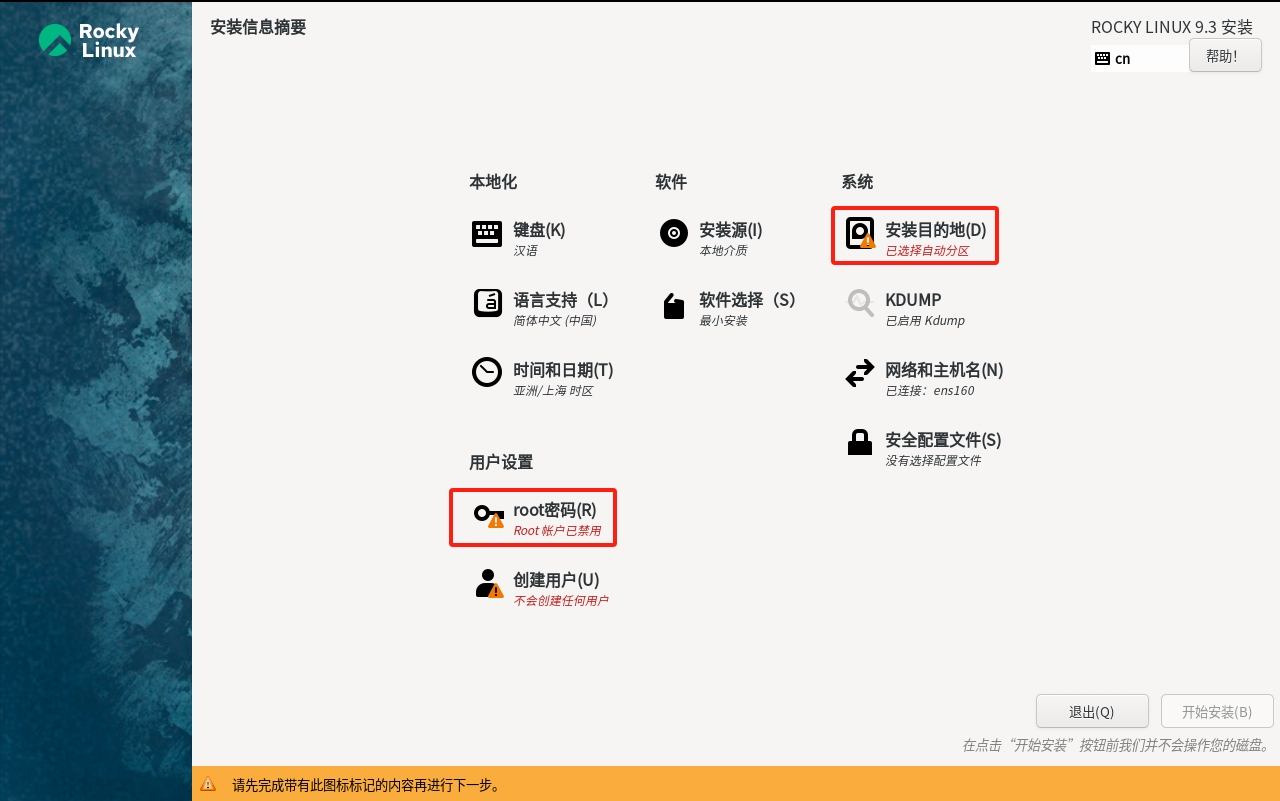 Rocky
Linux
安装信息摘要
ROCKY LINUX 9.3 安装
cn
帮助！
本地化
键盘(K)
汉语
语言支持（L）
简体中文 (中国)
时间和日期(T)
亚洲/上海 时区
软件
安装源(I)
本地介质
软件选择（S）
最小安装
系统
安装目的地(D)
已选择自动分区
KDUMP
已启用 Kdump
网络和主机名(N)
已连接：ens160
安全配置文件(S)
没有选择配置文件
用户设置
root密码(R)
Root 帐户已禁用
创建用户(U)
不会创建任何用户
退出(Q)
开始安装(B)
在点击“开始安装”按钮前我们并不会操作您的磁盘。
请先完成带有此图标标记的内容再进行下一步。